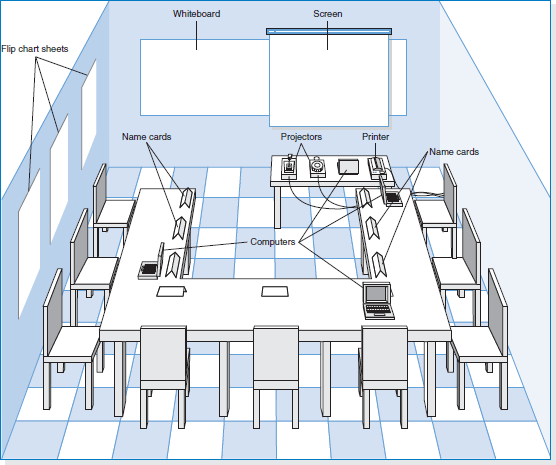 Whiteboard
Screen
Flip chart sheets
Name cards
Projectors
Printer
Name cards
Computers